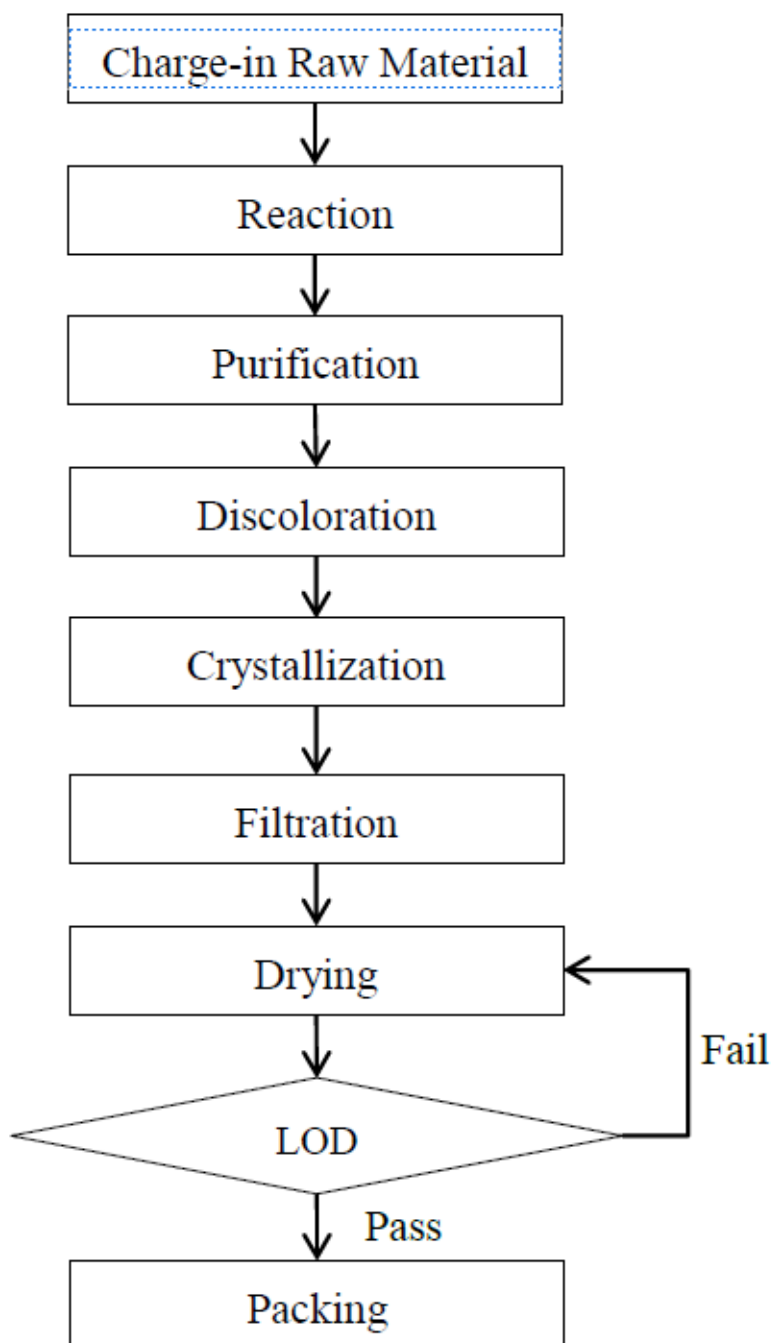 Charge-in Raw Material
Reaction
Purification
Discoloration
Crystallization
Filtration
Drying
Fail
LOD
Pass
Packing